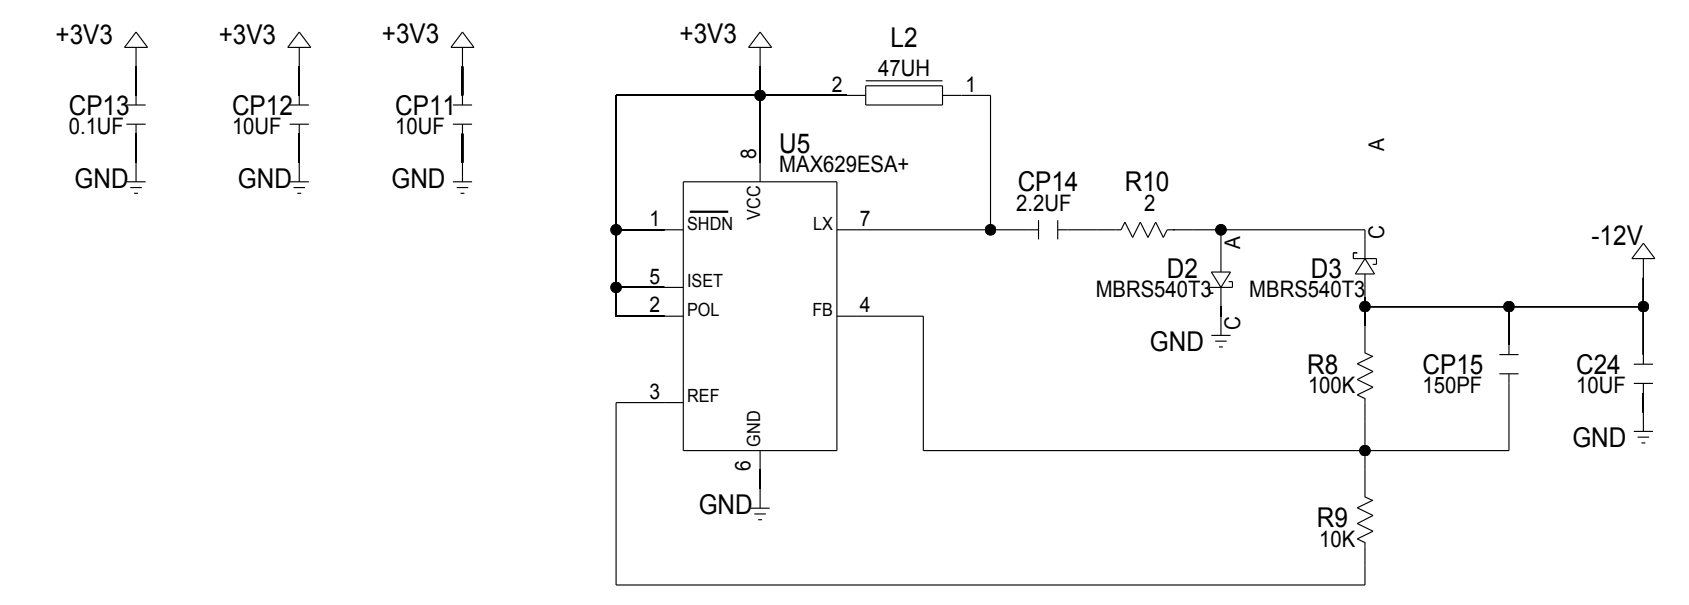 +3V3
CP13
0.1UF
GND
+3V3
CP12
10UF
GND
+3V3
CP11
10UF
GND
+3V3
L2
47UH
2
1
U5
MAX629ESA+
8
VCC
1
SHDN
5
ISET
2
POL
3
REF
LX
7
FB
4
GND
6
GND
CP14
2.2UF
R10
2
A
D2
MBRS540T3
C
GND
A
C
D3
MBRS540T3
-12V
R8
100K
CP15
150PF
C24
10UF
GND
R9
10K